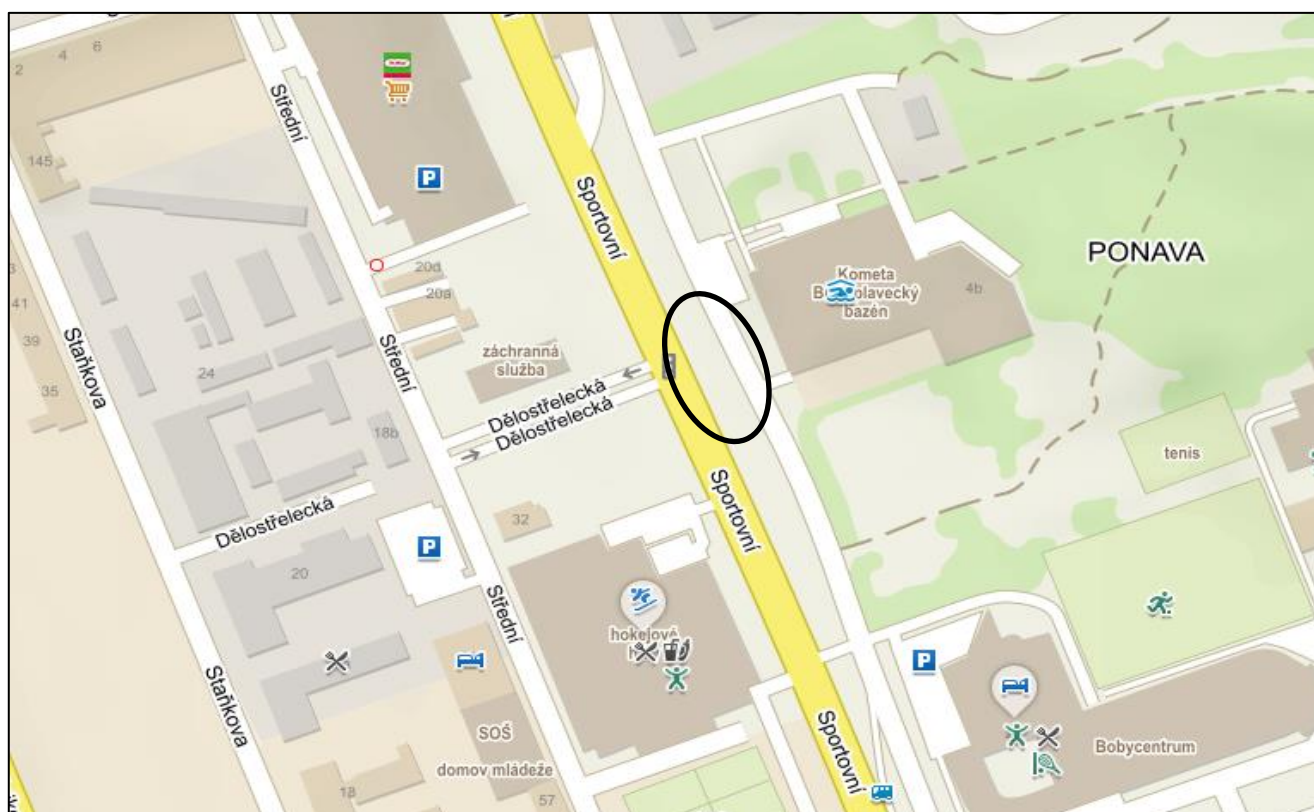 2
4
6
145
Střední
P
Sportovní
PONAVA
20d
20a
Kometa
bazén
4b
3
41
39
35
Staňkova
24
záchranná
služba
Střední
18b
Dělostřelecká
Dělostřelecká
tenis
Dělostřelecká
32
Sportovní
P
20
Střední
hokejové
P
Staňkova
SOŠ
domov mládeže
Sportovní
Bobycentrum
18
57